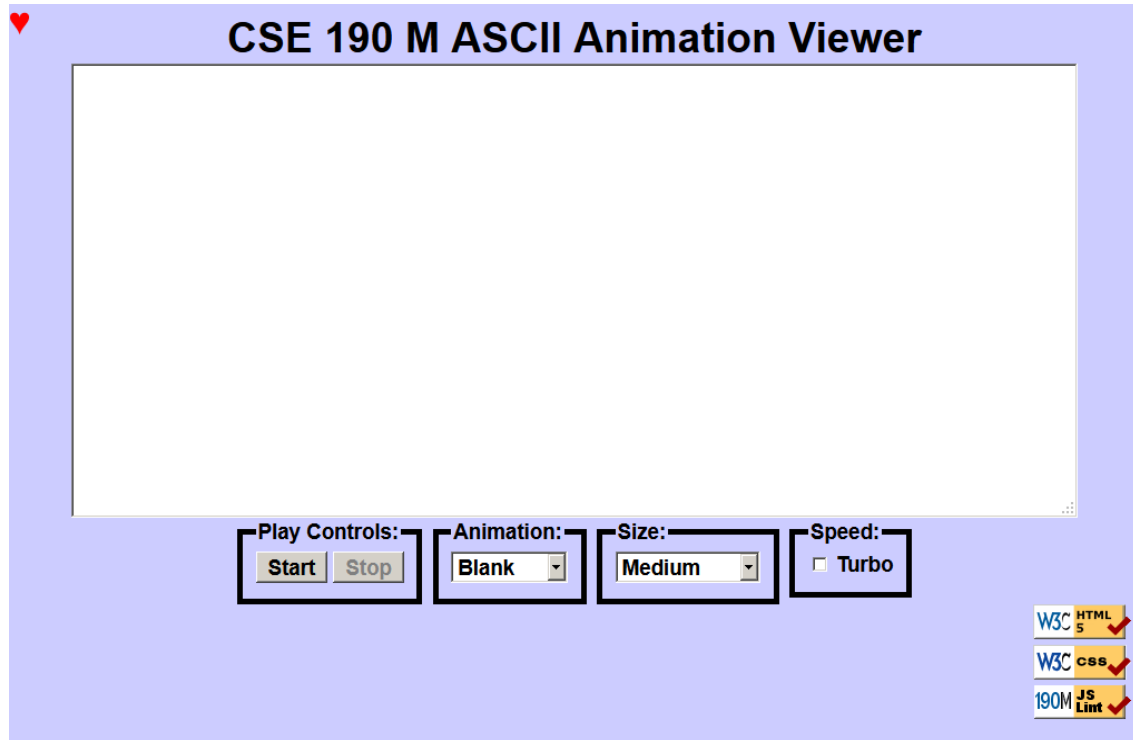 CSE 190 M ASCII Animation Viewer
Play Controls: Animation: Size: Speed:
Start Stop Blank Medium Turbo
W3C HTML 5
W3C css
190M JS Lint